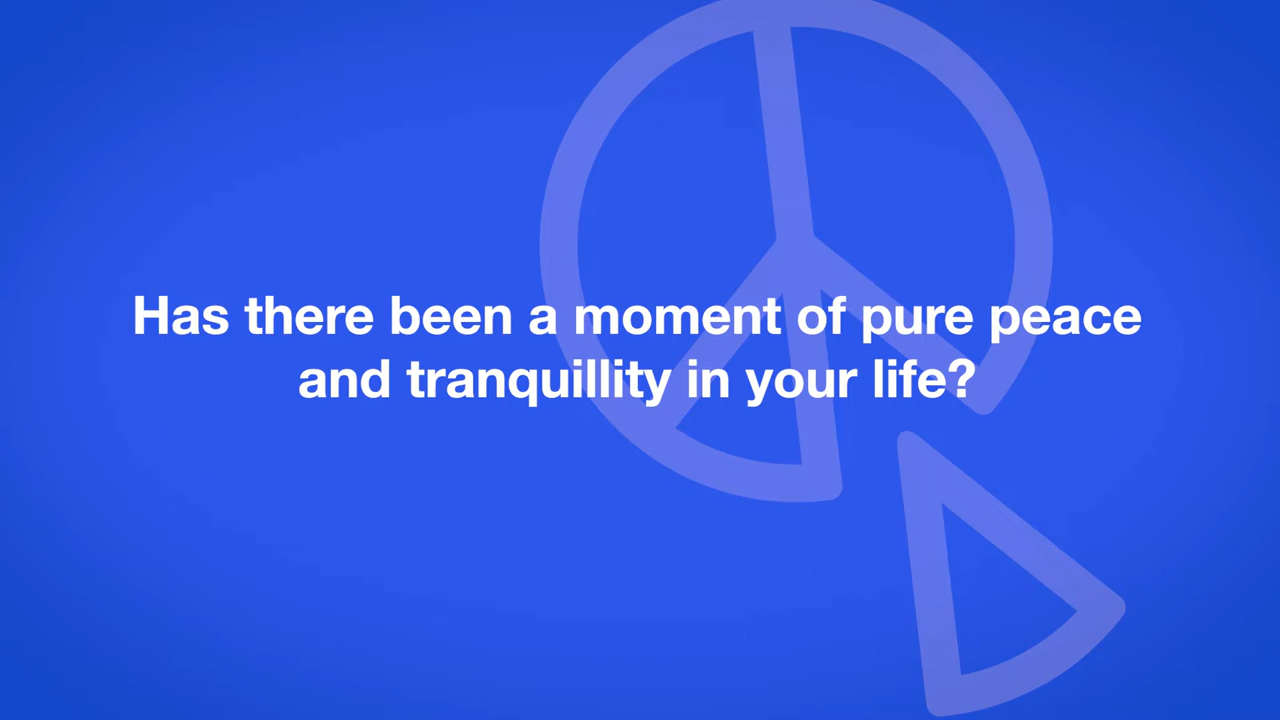 Has there been a moment of pure peace
and tranquillity in your life?